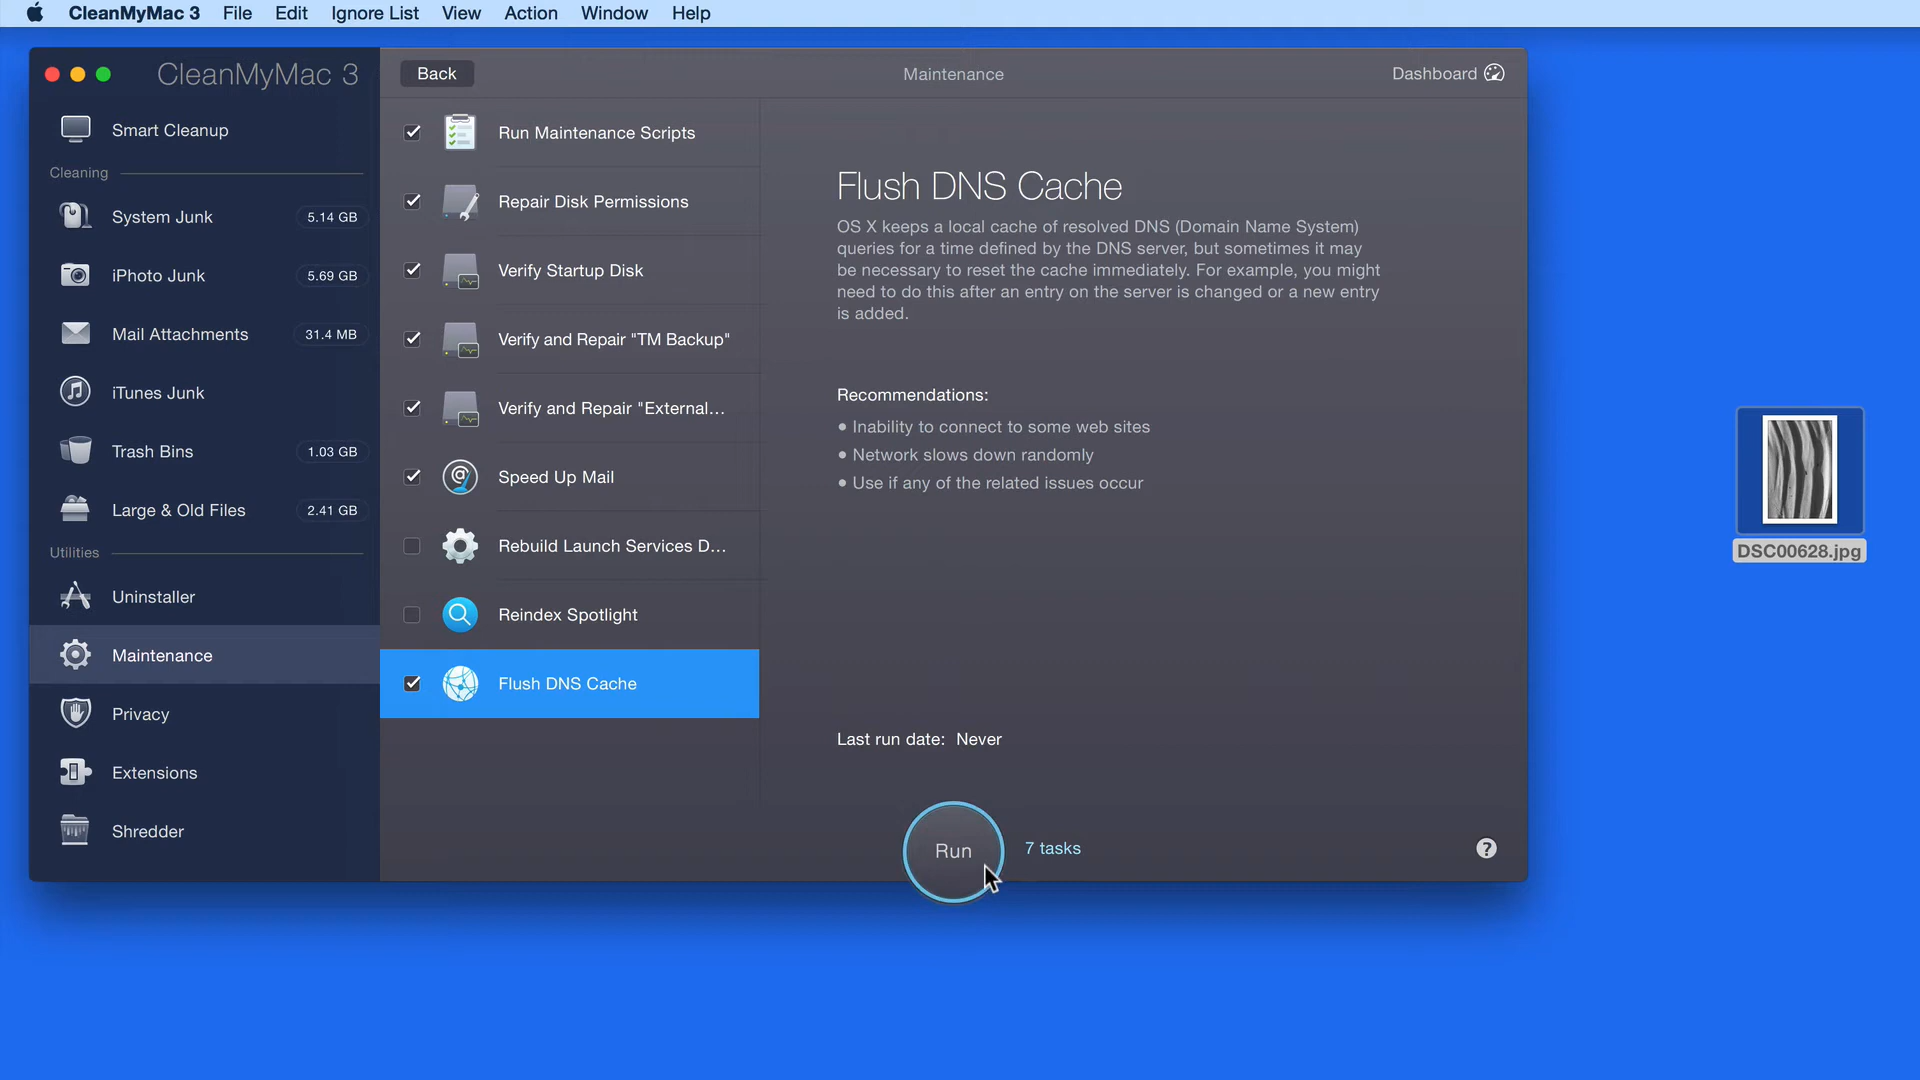 CleanMyMac 3 File Edit Ignore List View Action Window Help
CleanMyMac 3
Back
Maintenance
Dashboard
Smart Cleanup
Cleaning
System Junk 5.14 GB
iPhoto Junk 5.69 GB
Mail Attachments 31.4 MB
iTunes Junk
Trash Bins 1.03 GB
Large & Old Files 2.41 GB
Utilities
Uninstaller
Maintenance
Privacy
Extensions
Shredder
Run Maintenance Scripts
Repair Disk Permissions
Verify Startup Disk
Verify and Repair "TM Backup"
Verify and Repair "External...
Speed Up Mail
Rebuild Launch Services D...
Reindex Spotlight
Flush DNS Cache
Flush DNS Cache
OS X keeps a local cache of resolved DNS (Domain Name System)
queries for a time defined by the DNS server, but sometimes it may
be necessary to reset the cache immediately. For example, you might
need to do this after an entry on the server is changed or a new entry
is added.
Recommendations:
• Inability to connect to some web sites
• Network slows down randomly
• Use if any of the related issues occur
Last run date: Never
Run
7 tasks
?
DSC00628.jpg